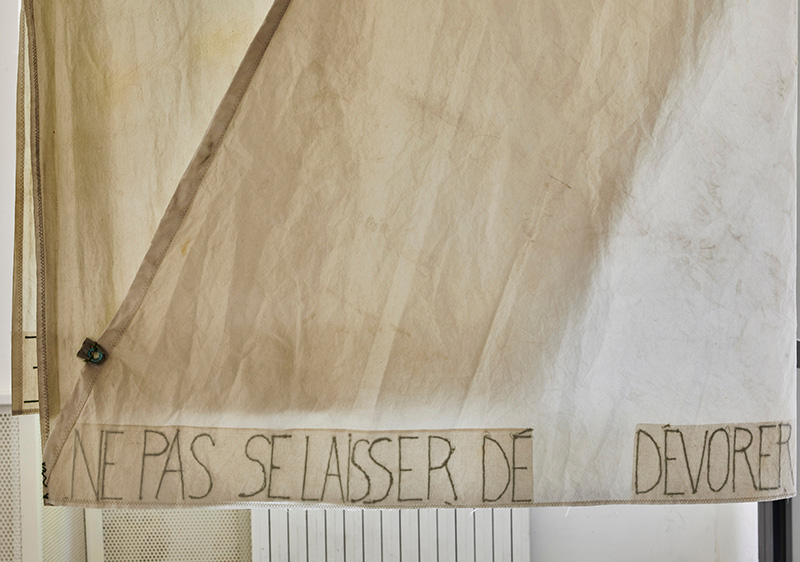 NE PAS SE LAISSER DÉ DÉVORER